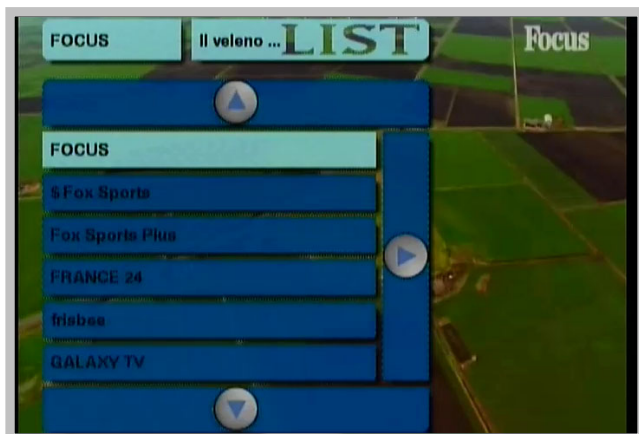 FOCUS
Il veleno ... LIST
Focus
FOCUS
$Fox Sports
Fox Sports Plus
FRANCE 24
frisbee
GALAXY TV